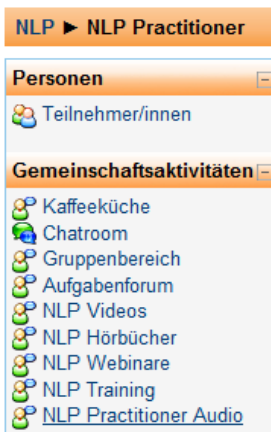 NLP ► NLP Practitioner
Personen
Teilnehmer/innen
Gemeinschaftsaktivitäten
Kaffeeküche
Chatroom
Gruppenbereich
Aufgabenforum
NLP Videos
NLP Hörbücher
NLP Webinare
NLP Training
NLP Practitioner Audio